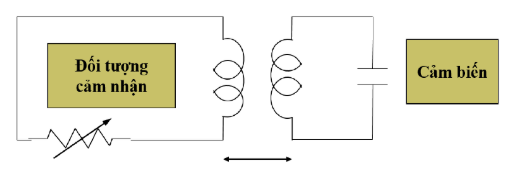 Đối tượng
cảm nhận
Cảm biến